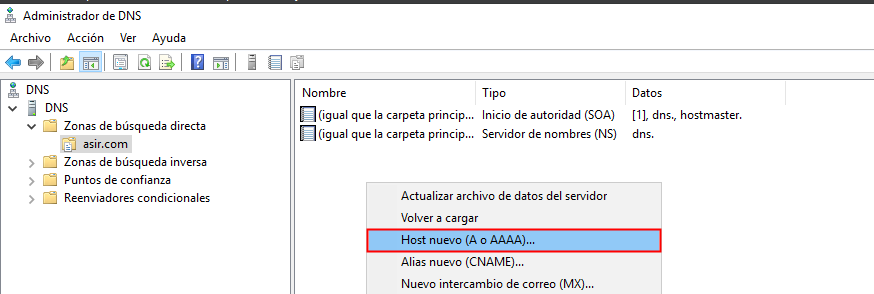 Administrador de DNS
Archivo Acción Ver Ayuda
DNS
DNS
Zonas de búsqueda directa
asir.com
Zonas de búsqueda inversa
Puntos de confianza
Reenviadores condicionales
Nombre Tipo Datos
(igual que la carpeta princip... Inicio de autoridad (SOA) [1], dns., hostmaster.
(igual que la carpeta princip... Servidor de nombres (NS) dns.
Actualizar archivo de datos del servidor
Volver a cargar
Host nuevo (A o AAAA)...
Alias nuevo (CNAME)...
Nuevo intercambio de correo (MX)...